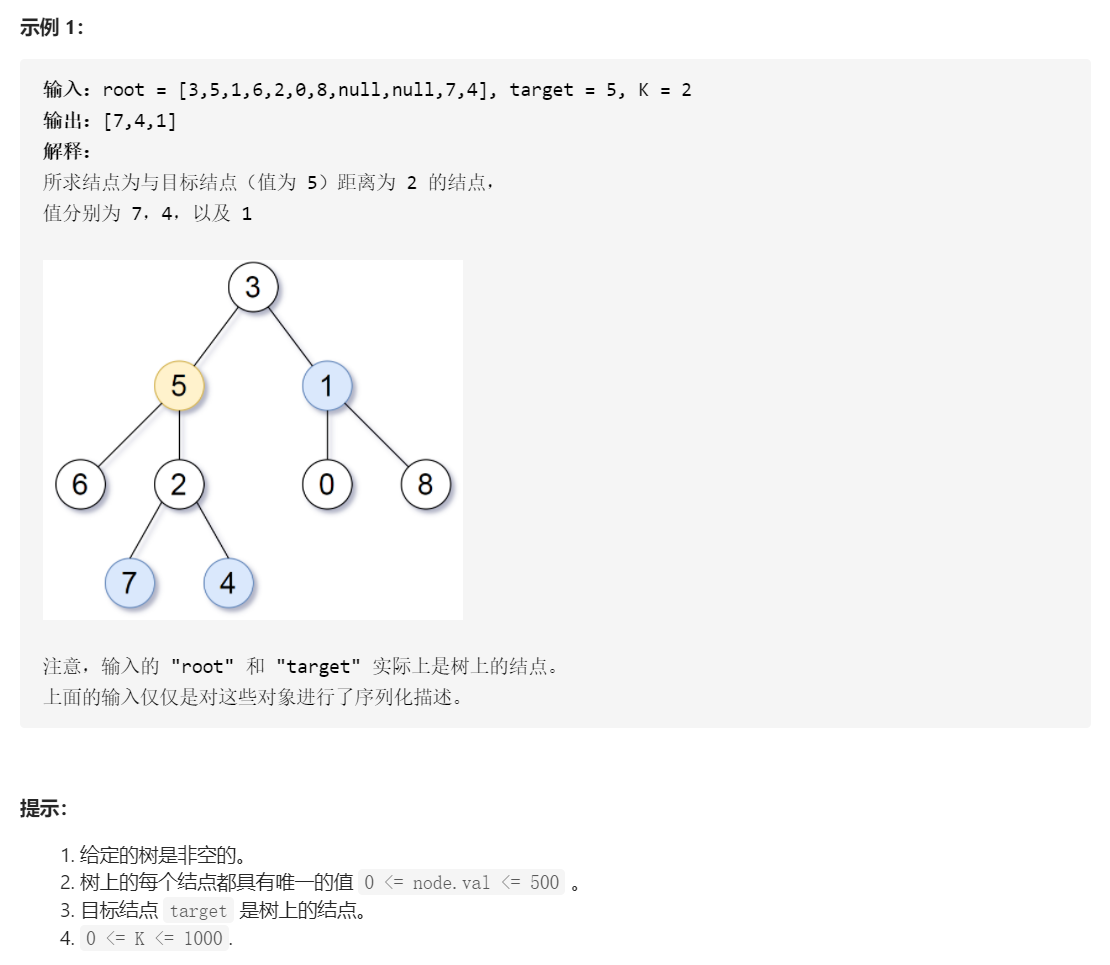 示例 1：
输入：root = [3,5,1,6,2,0,8,null,null,7,4], target = 5, K = 2
输出：[7,4,1]
解释：
所求结点为与目标结点（值为 5）距离为 2 的结点，
值分别为 7，4，以及 1
3
5
1
6
2
0
8
7
4
注意，输入的 "root" 和 "target" 实际上是树上的结点。
上面的输入仅仅是对这些对象进行了序列化描述。
提示：
1. 给定的树是非空的。
2. 树上的每个结点都具有唯一的值 0 <= node.val <= 500 。
3. 目标结点 target 是树上的结点。
4. 0 <= K <= 1000.